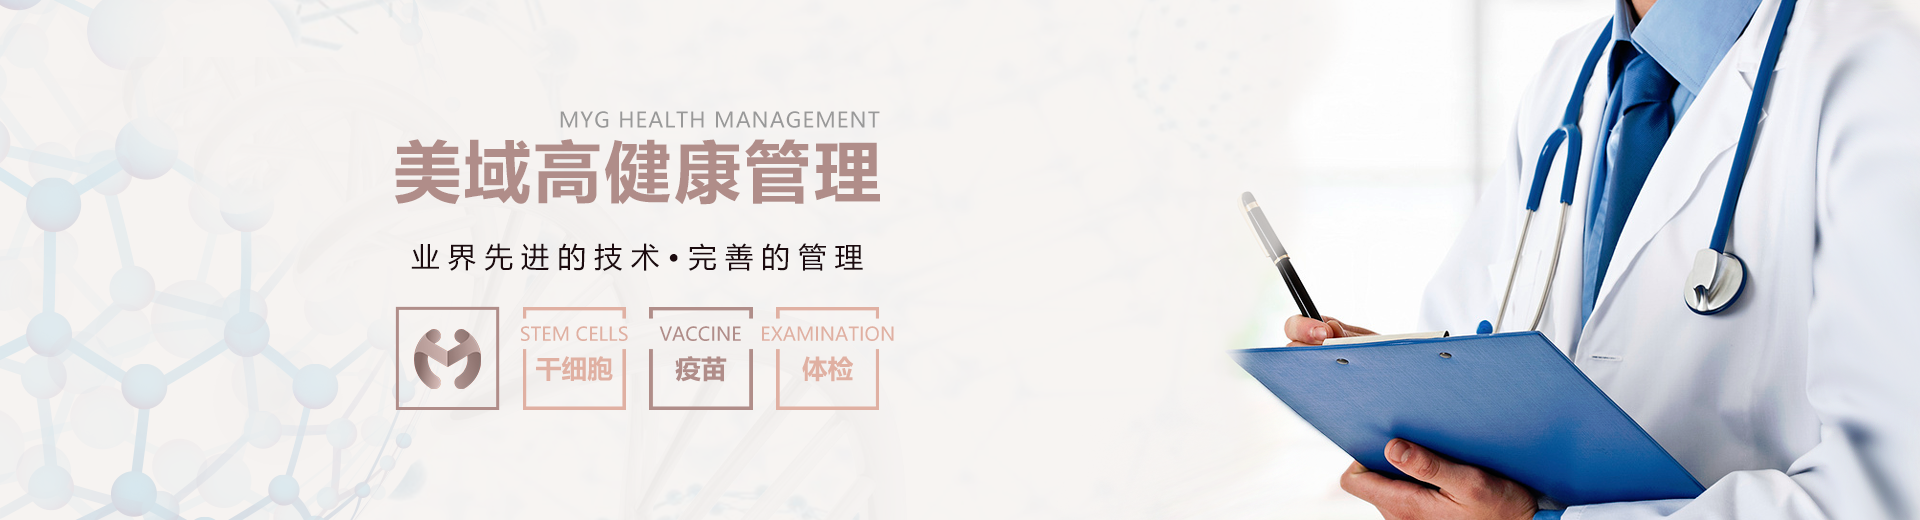 MYG HEALTH MANAGEMENT
美域高健康管理
业界先进的技术•完善的管理
STEM CELLS
干细胞
VACCINE
疫苗
EXAMINATION
体检